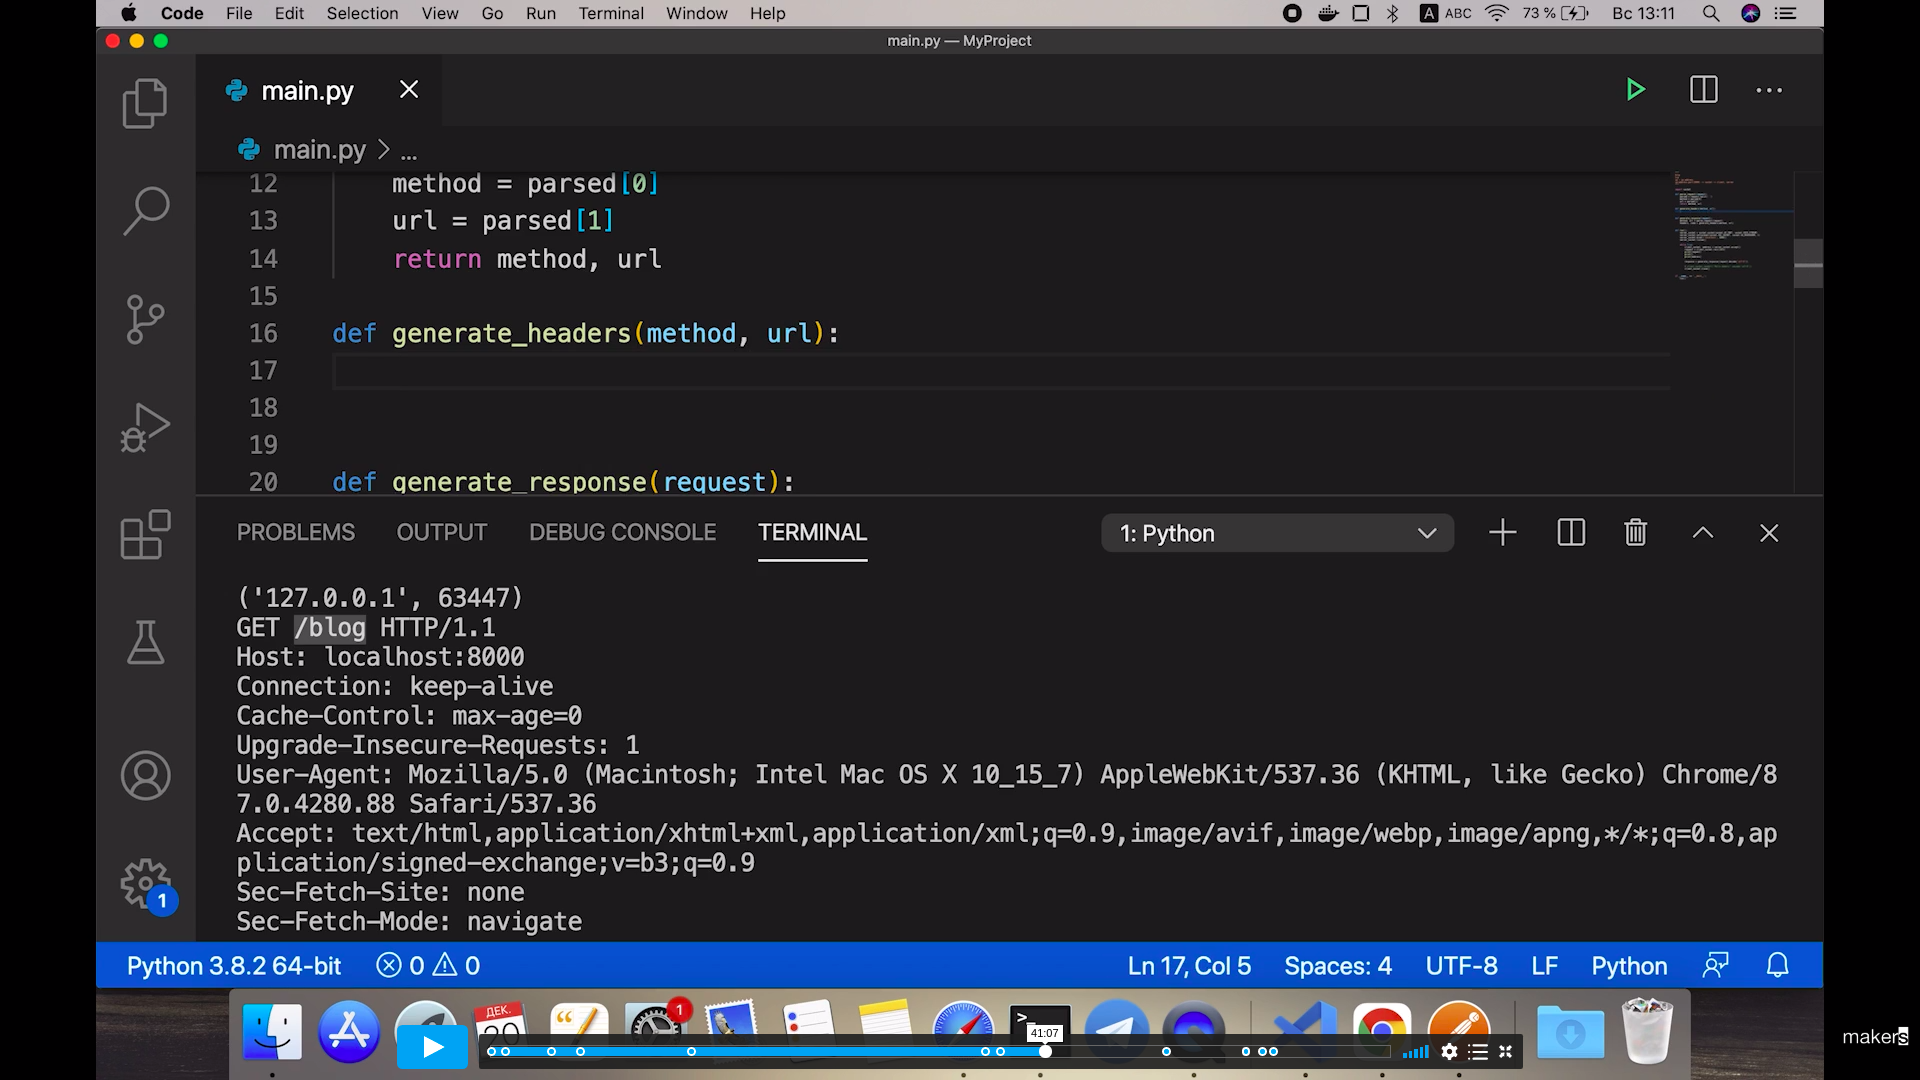 Code File Edit Selection View Go Run Terminal Window Help A ABC 73 % Вс 13:11
main.py — MyProject
main.py
main.py > ...
12 method = parsed[0]
13 url = parsed[1]
14 return method, url
15
16 def generate_headers(method, url):
17
18
19
20 def generate_response(request):
PROBLEMS OUTPUT DEBUG CONSOLE TERMINAL 1: Python
('127.0.0.1', 63447)
GET /blog HTTP/1.1
Host: localhost:8000
Connection: keep-alive
Cache-Control: max-age=0
Upgrade-Insecure-Requests: 1
User-Agent: Mozilla/5.0 (Macintosh; Intel Mac OS X 10_15_7) AppleWebKit/537.36 (KHTML, like Gecko) Chrome/8
7.0.4280.88 Safari/537.36
Accept: text/html,application/xhtml+xml,application/xml;q=0.9,image/avif,image/webp,image/apng,*/*;q=0.8,ap
plication/signed-exchange;v=b3;q=0.9
Sec-Fetch-Site: none
Sec-Fetch-Mode: navigate
1
Python 3.8.2 64-bit 0 0 Ln 17, Col 5 Spaces: 4 UTF-8 LF Python
ДЕК.
1
41:07
makers